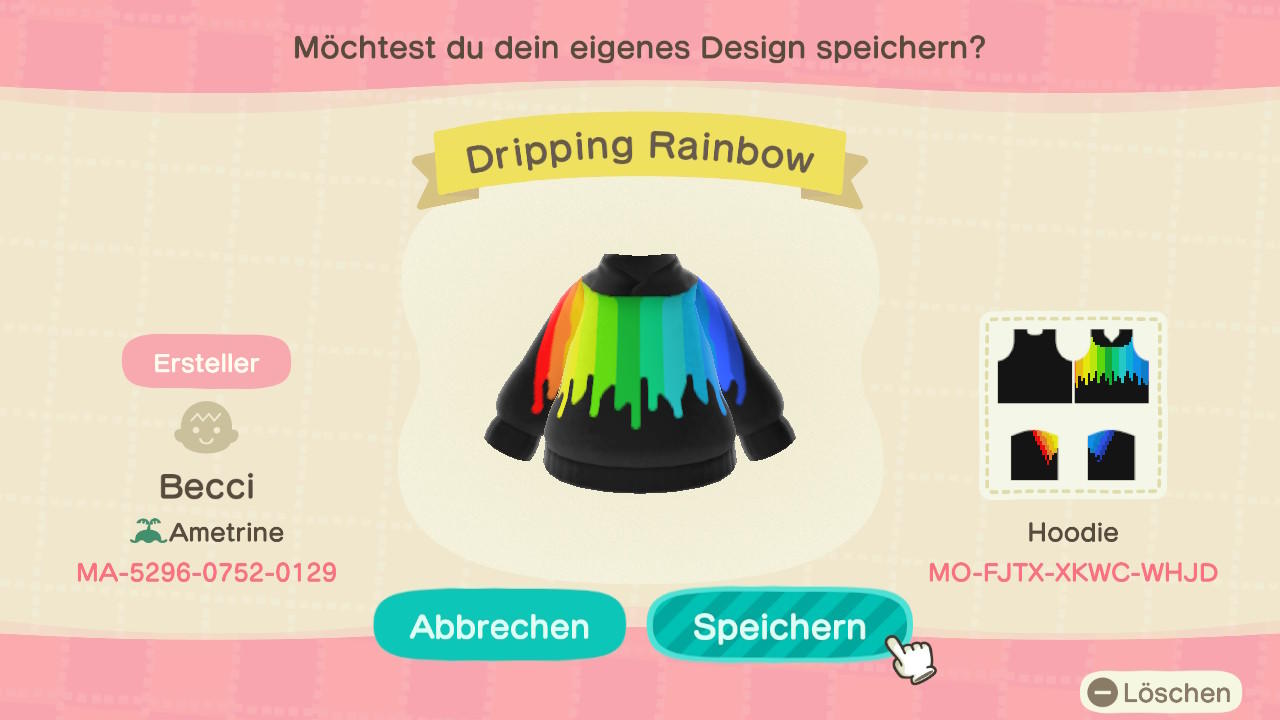 Möchtest du dein eigenes Design speichern?
Dripping Rainbow
Ersteller
Becci
Ametrine
MA-5296-0752-0129
Hoodie
MO-FJTX-XKWC-WHJD
Abbrechen
Speichern
Löschen